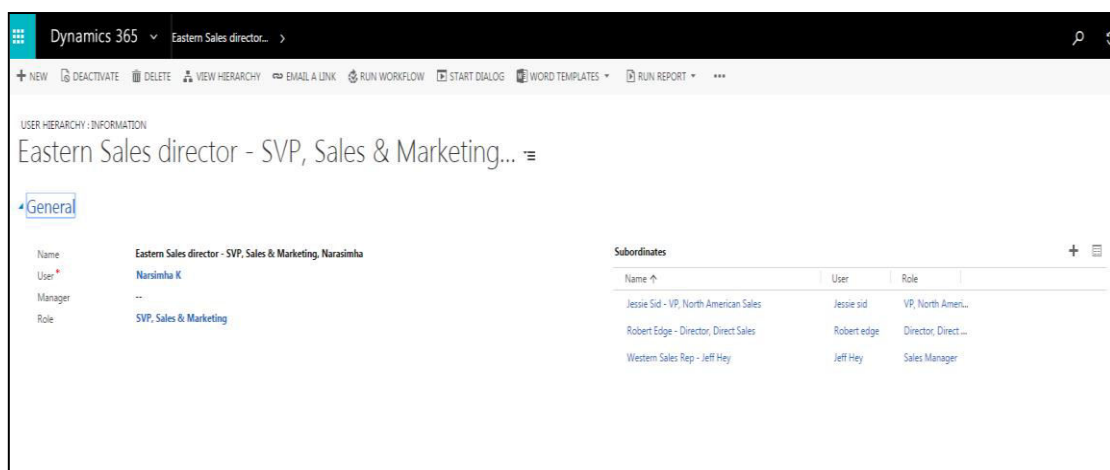 Dynamics 365 Eastern Sales director... >
+ NEW DEACTIVATE DELETE VIEW HIERARCHY EMAIL A LINK RUN WORKFLOW START DIALOG WORD TEMPLATES RUN REPORT ...
USER HIERARCHY : INFORMATION
Eastern Sales director - SVP, Sales & Marketing...
General
Name Eastern Sales director - SVP, Sales & Marketing, Narasimha
User * Narsimha K
Manager --
Role SVP, Sales & Marketing
Subordinates
Name ↑ User Role
Jessie Sid - VP, North American Sales Jessie sid VP, North Ameri...
Robert Edge - Director, Direct Sales Robert edge Director, Direct ...
Western Sales Rep - Jeff Hey Jeff Hey Sales Manager